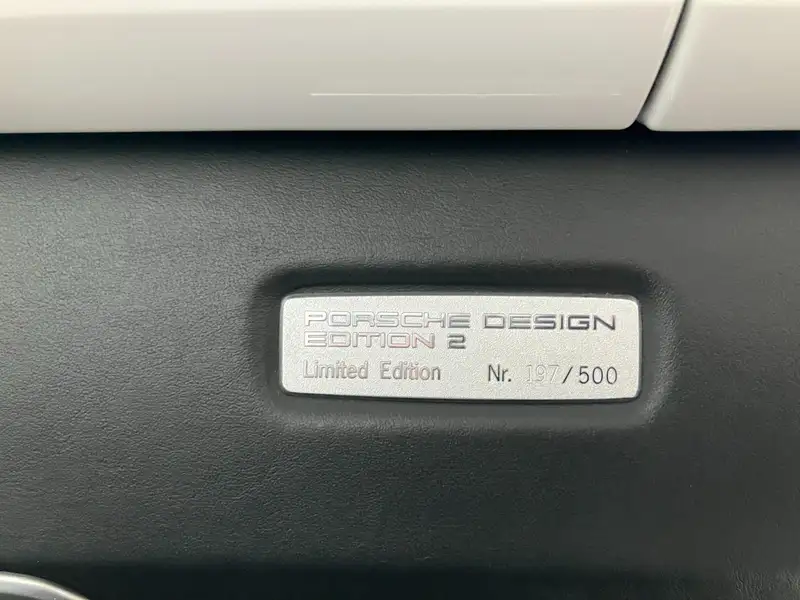 PORSCHE DESIGN
EDITION 2
Limited Edition Nr. 197/500